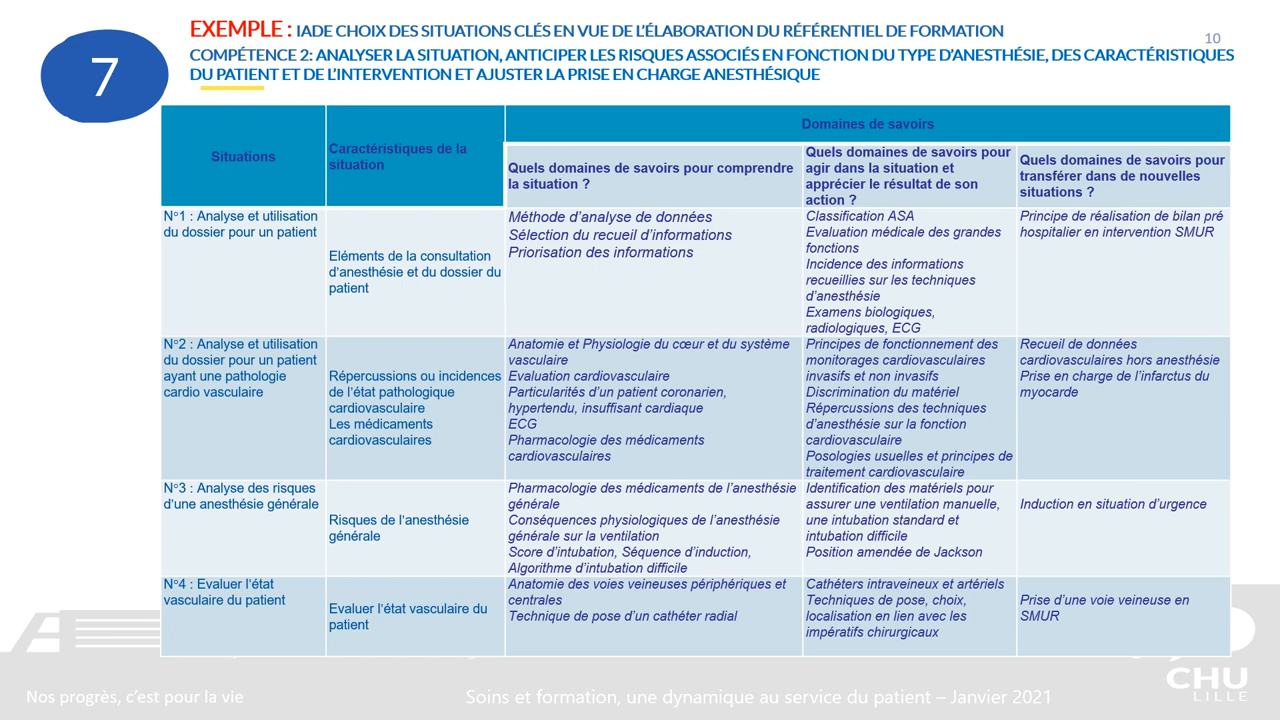 7
EXEMPLE : IADE CHOIX DES SITUATIONS CLÉS EN VUE DE L'ÉLABORATION DU RÉFÉRENTIEL DE FORMATION
10
COMPÉTENCE 2: ANALYSER LA SITUATION, ANTICIPER LES RISQUES ASSOCIÉS EN FONCTION DU TYPE D'ANESTHÉSIE, DES CARACTÉRISTIQUES
DU PATIENT ET DE L'INTERVENTION ET AJUSTER LA PRISE EN CHARGE ANESTHÉSIQUE
Situations
Caractéristiques de la
situation
Domaines de savoirs
Quels domaines de savoirs pour comprendre
la situation ?
Quels domaines de savoirs pour
agir dans la situation et
apprécier le résultat de son
action ?
Quels domaines de savoirs pour
transférer dans de nouvelles
situations ?
N°1 : Analyse et utilisation
du dossier pour un patient
Eléments de la consultation
d'anesthésie et du dossier du
patient
Méthode d'analyse de données
Sélection du recueil d'informations
Priorisation des informations
Classification ASA
Evaluation médicale des grandes
fonctions
Incidence des informations
recueillies sur les techniques
d'anesthésie
Examens biologiques,
radiologiques, ECG
Principe de réalisation de bilan pré
hospitalier en intervention SMUR
N°2 : Analyse et utilisation
du dossier pour un patient
ayant une pathologie
cardio vasculaire
Répercussions ou incidences
de l'état pathologique
cardiovasculaire
Les médicaments
cardiovasculaires
Anatomie et Physiologie du cœur et du système
vasculaire
Evaluation cardiovasculaire
Particularités d'un patient coronarien,
hypertendu, insuffisant cardiaque
ECG
Pharmacologie des médicaments
cardiovasculaires
Principes de fonctionnement des
monitorages cardiovasculaires
invasifs et non invasifs
Discrimination du matériel
Répercussions des techniques
d'anesthésie sur la fonction
cardiovasculaire
Posologies usuelles et principes de
traitement cardiovasculaire
Recueil de données
cardiovasculaires hors anesthésie
Prise en charge de l'infarctus du
myocarde
N°3 : Analyse des risques
d'une anesthésie générale
Risques de l'anesthésie
générale
Pharmacologie des médicaments de l'anesthésie
générale
Conséquences physiologiques de l'anesthésie
générale sur la ventilation
Score d'intubation, Séquence d'induction,
Algorithme d'intubation difficile
Identification des matériels pour
assurer une ventilation manuelle,
une intubation standard et
intubation difficile
Position amendée de Jackson
Induction en situation d'urgence
N°4 : Evaluer l'état
vasculaire du patient
Evaluer l'état vasculaire du
patient
Anatomie des voies veineuses périphériques et
centrales
Technique de pose d'un cathéter radial
Cathéters intraveineux et artériels
Techniques de pose, choix,
localisation en lien avec les
impératifs chirurgicaux
Prise d'une voie veineuse en
SMUR
Nos progrès, c'est pour la vie
Soins et formation, une dynamique au service du patient – Janvier 2021
CHU
LILLE